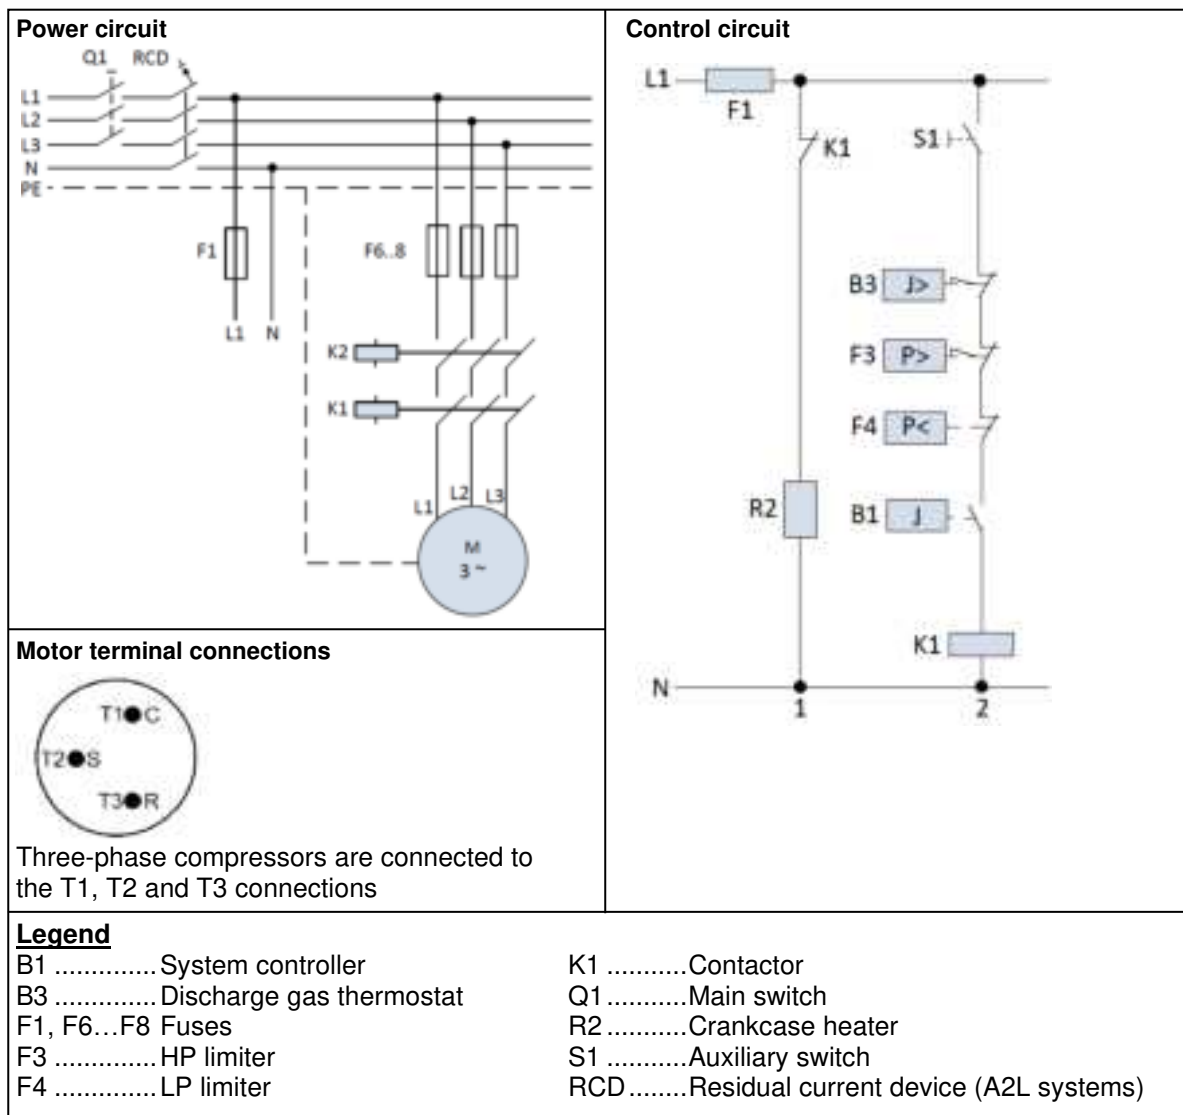 Power circuit
Q1 RCD
L1
L2
L3
N
PE
F1
F6..8
L1 N
K2
K1
L1 L2 L3
M
3 ~
Motor terminal connections
T1 C
T2 S
T3 R
Three-phase compressors are connected to
the T1, T2 and T3 connections
Control circuit
L1
F1
K1
S1
B3 J>
F3 P>
F4 P<
R2
B1 J
K1
N
1 2
Legend
B1 .............. System controller
B3 .............. Discharge gas thermostat
F1, F6…F8 Fuses
F3 .............. HP limiter
F4 .............. LP limiter
K1 ........... Contactor
Q1 ........... Main switch
R2 ........... Crankcase heater
S1 ........... Auxiliary switch
RCD ........ Residual current device (A2L systems)